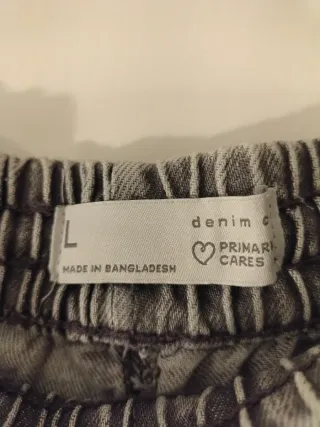 L
denim c
PRIMAR
CARES
MADE IN BANGLADESH